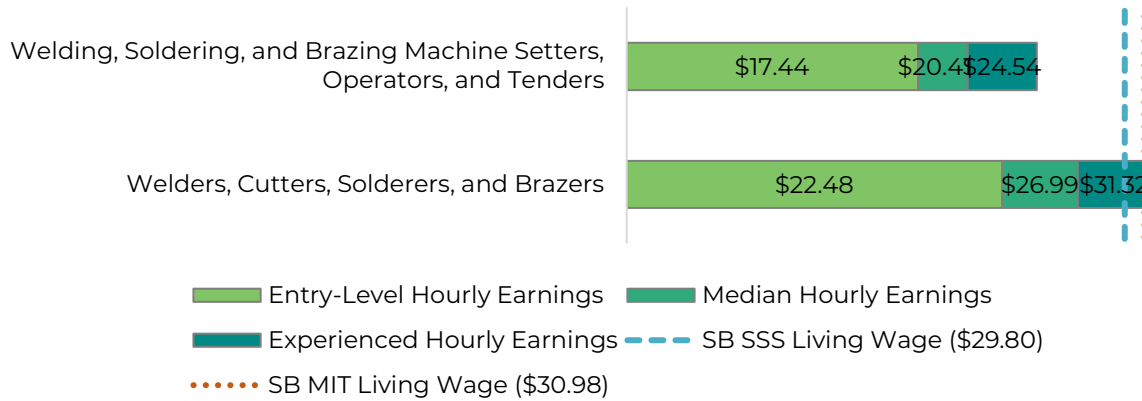 Welding, Soldering, and Brazing Machine Setters,
Operators, and Tenders
$17.44 $24.54
Welders, Cutters, Solderers, and Brazers
$22.48 $26.99 $31.32
Entry-Level Hourly Earnings Median Hourly Earnings
Experienced Hourly Earnings SB SSS Living Wage ($29.80)
SB MIT Living Wage ($30.98)